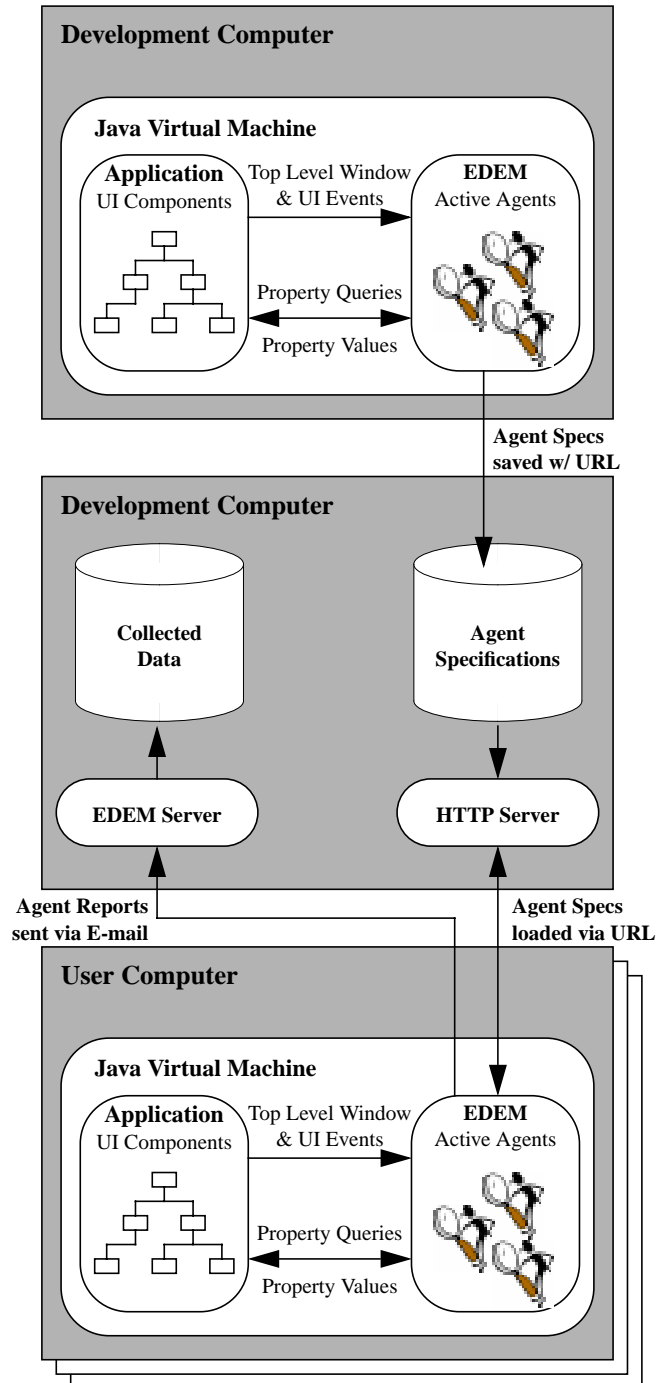 Development Computer
Java Virtual Machine
Application
UI Components
Top Level Window
& UI Events
EDEM
Active Agents
Property Queries
Property Values
Agent Specs
saved w/ URL
Development Computer
Collected
Data
Agent
Specifications
EDEM Server
HTTP Server
Agent Reports
sent via E-mail
Agent Specs
loaded via URL
User Computer
Java Virtual Machine
Application
UI Components
Top Level Window
& UI Events
EDEM
Active Agents
Property Queries
Property Values